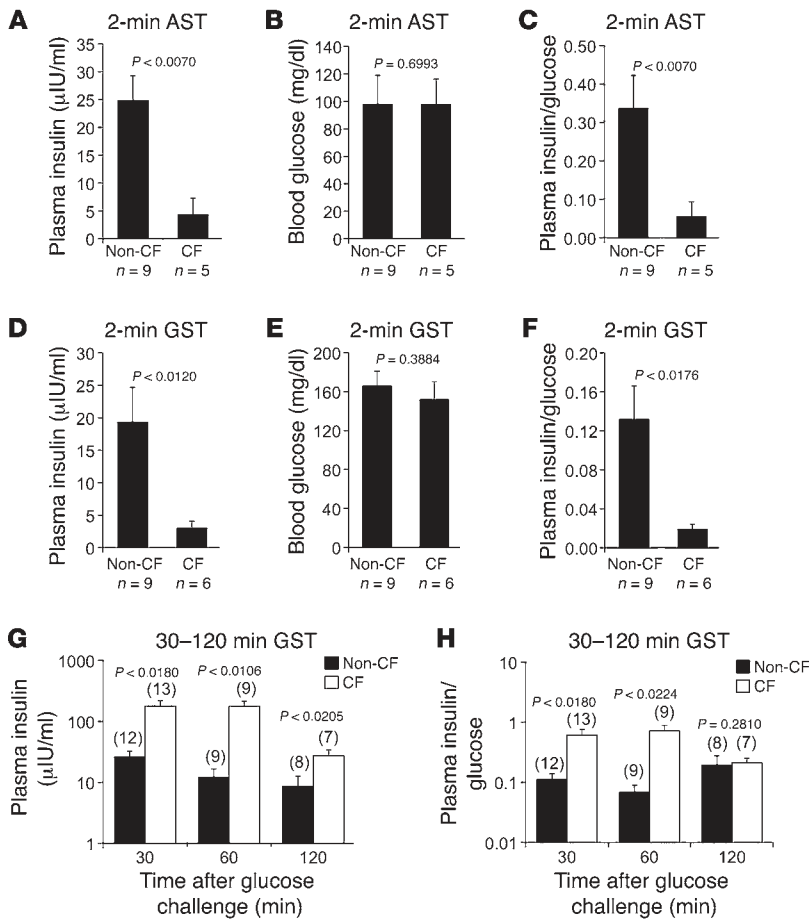 A
2-min AST
Plasma insulin (μIU/ml)
35
30
25
20
15
10
5
0
P < 0.0070
Non-CF
CF
n = 9
n = 5
B
2-min AST
Blood glucose (mg/dl)
140
120
100
80
60
40
20
0
P = 0.6993
Non-CF
CF
n = 9
n = 5
C
2-min AST
Plasma insulin/glucose
0.50
0.40
0.30
0.20
0.10
0.00
P < 0.0070
Non-CF
CF
n = 9
n = 5
D
2-min GST
Plasma insulin (μIU/ml)
30
25
20
15
10
5
0
P < 0.0120
Non-CF
CF
n = 9
n = 6
E
2-min GST
Blood glucose (mg/dl)
200
160
120
80
40
0
P = 0.3884
Non-CF
CF
n = 9
n = 6
F
2-min GST
Plasma insulin/glucose
0.20
0.16
0.12
0.08
0.04
0.00
P < 0.0176
Non-CF
CF
n = 9
n = 6
G
30–120 min GST
Non-CF
CF
Plasma insulin
(μIU/ml)
1000
100
10
1
P < 0.0180
P < 0.0106
P < 0.0205
(12)
(13)
(9)
(9)
(8)
(7)
30
60
120
Time after glucose
challenge (min)
H
30–120 min GST
Non-CF
CF
Plasma insulin/
glucose
10
1
0.1
0.01
P < 0.0180
P < 0.0224
P = 0.2810
(12)
(13)
(9)
(9)
(8)
(7)
30
60
120
Time after glucose
challenge (min)